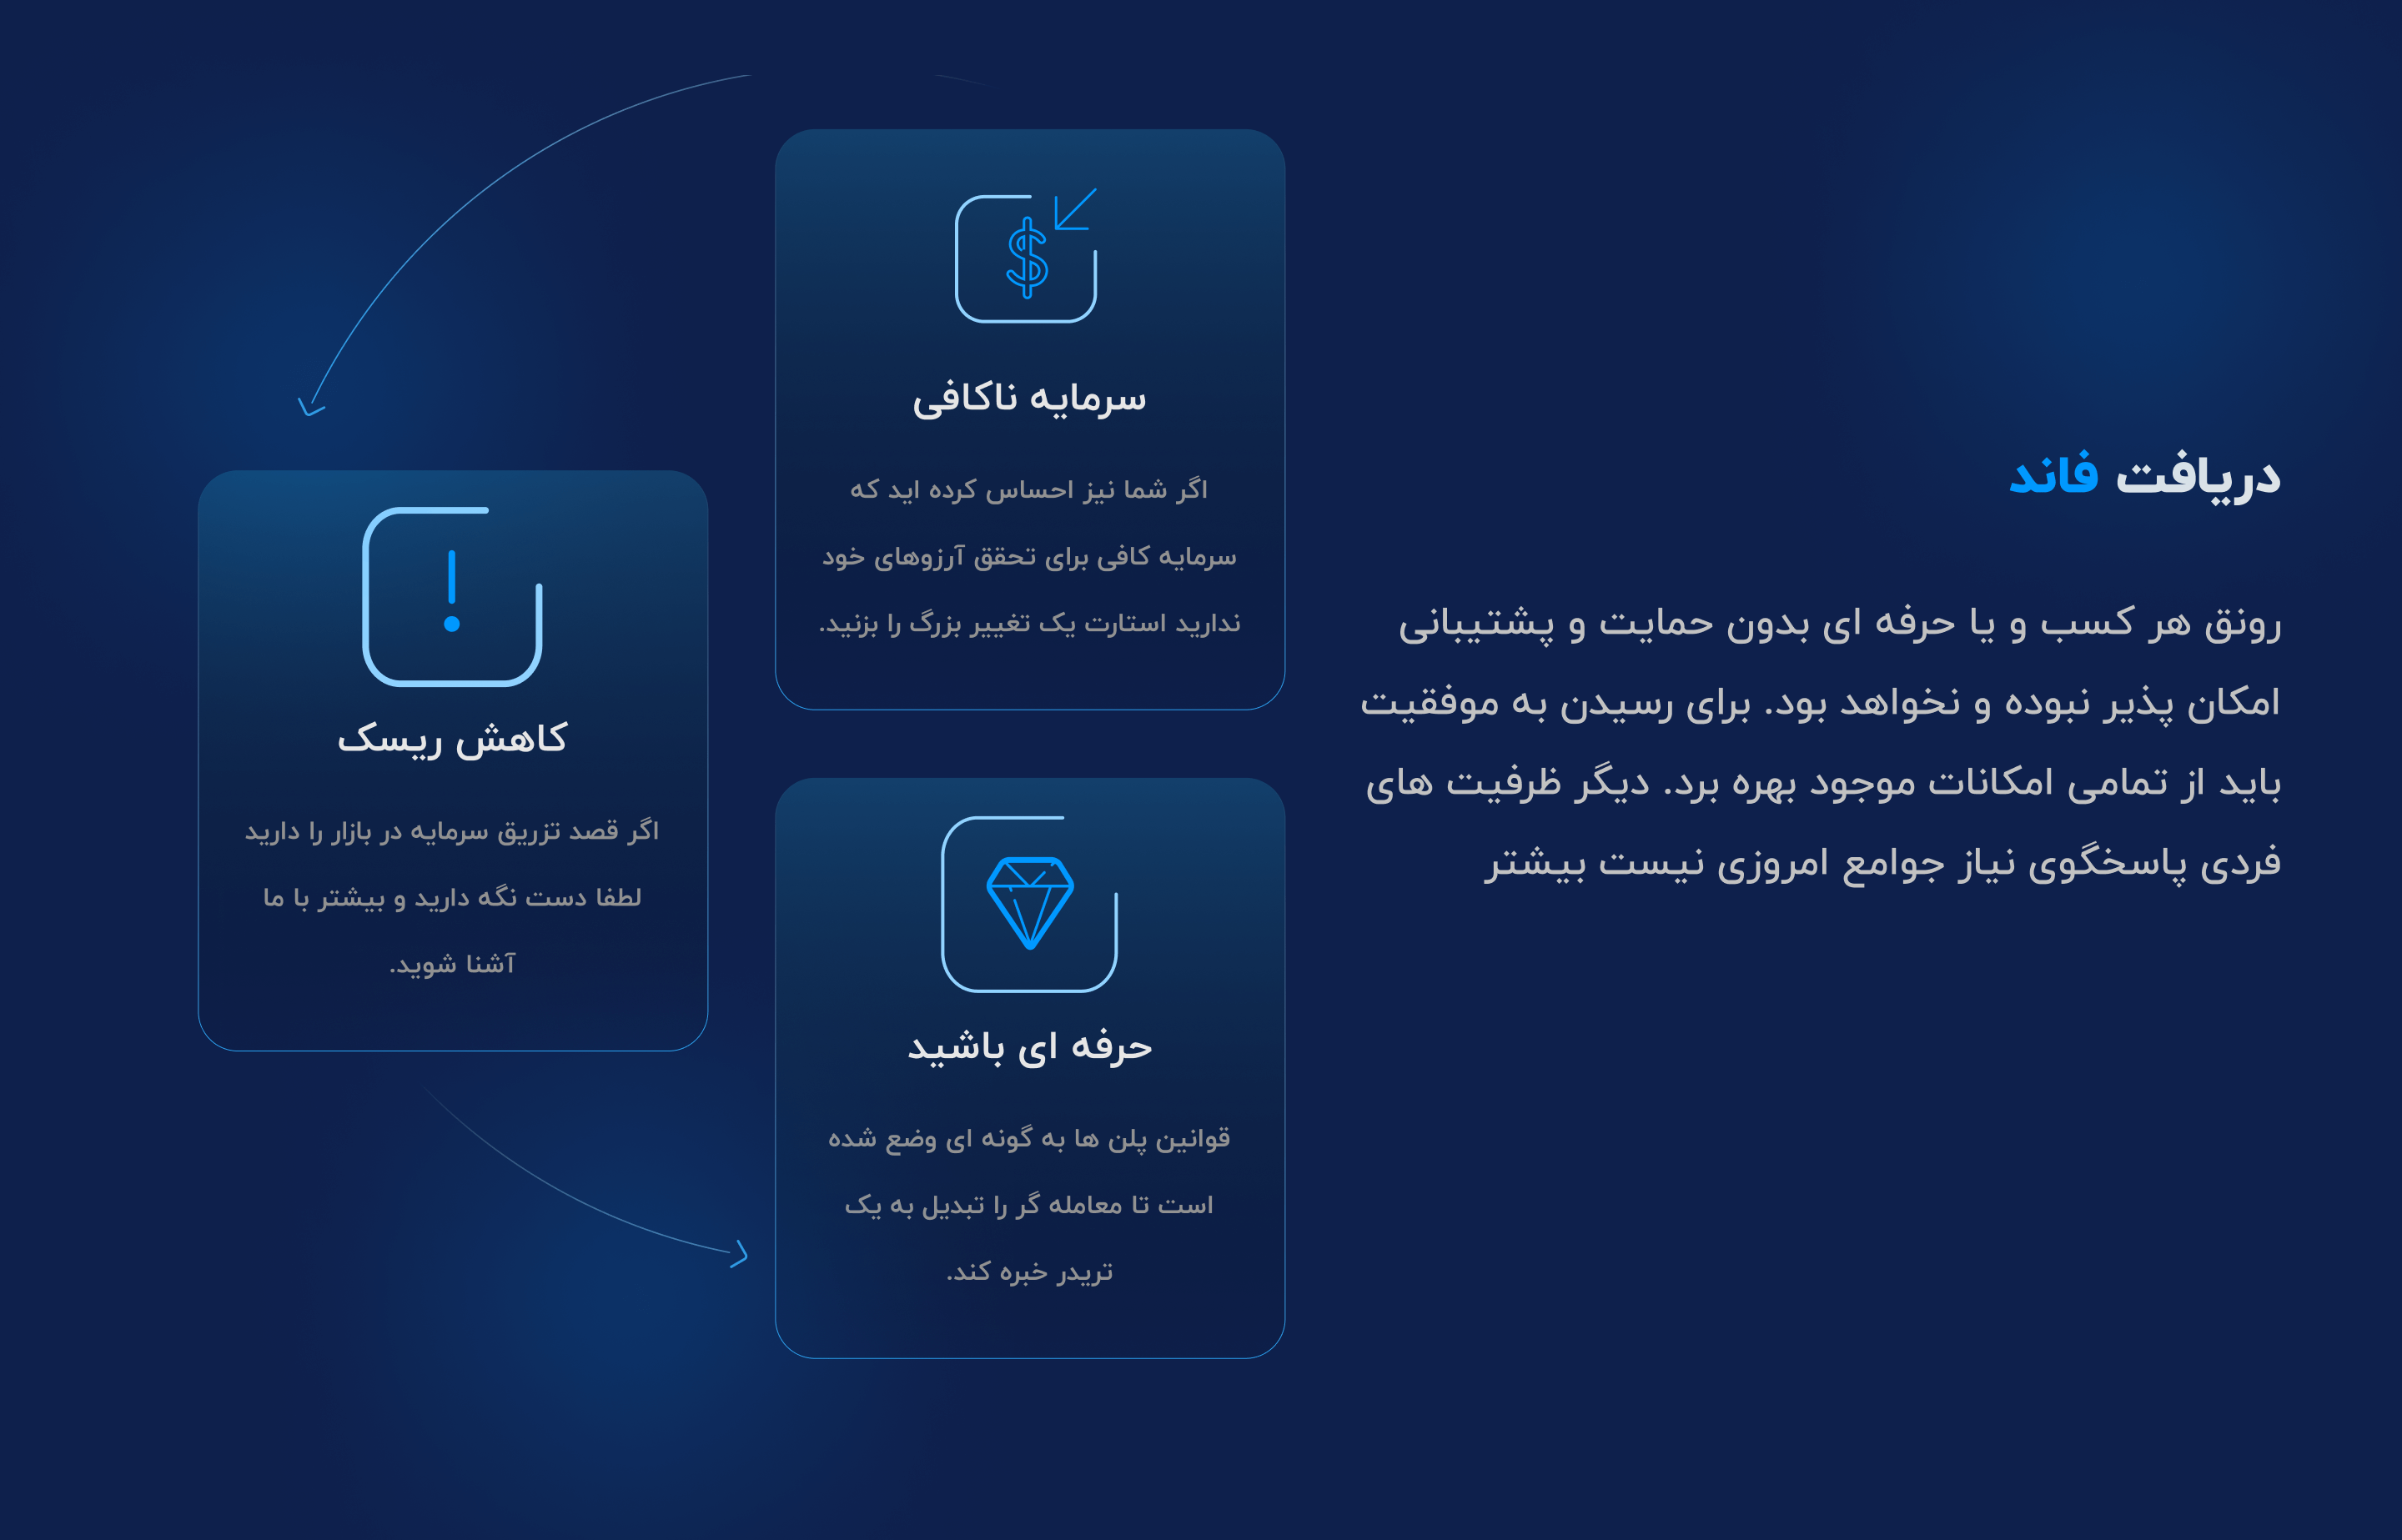 دریافت فاند
رونق هر کسب و یا حرفه ای بدون حمایت و پشتیبانی
امکان پذیر نبوده و نخواهد بود. برای رسیدن به موفقیت
باید از تمامی امکانات موجود بهره برد. دیگر ظرفیت های
فردی پاسخگوی نیاز جوامع امروزی نیست بیشتر
سرمایه ناکافی
اگر شما نیز احساس کرده اید که
سرمایه کافی برای تحقق آرزوهای خود
ندارید استارت یک تغییر بزرگ را بزنید.
کاهش ریسک
اگر قصد تزریق سرمایه در بازار را دارید
لطفا دست نگه دارید و بیشتر با ما
آشنا شوید.
حرفه ای باشید
قوانین پلن ها به گونه ای وضع شده
است تا معامله گر را تبدیل به یک
تریدر خبره کند.